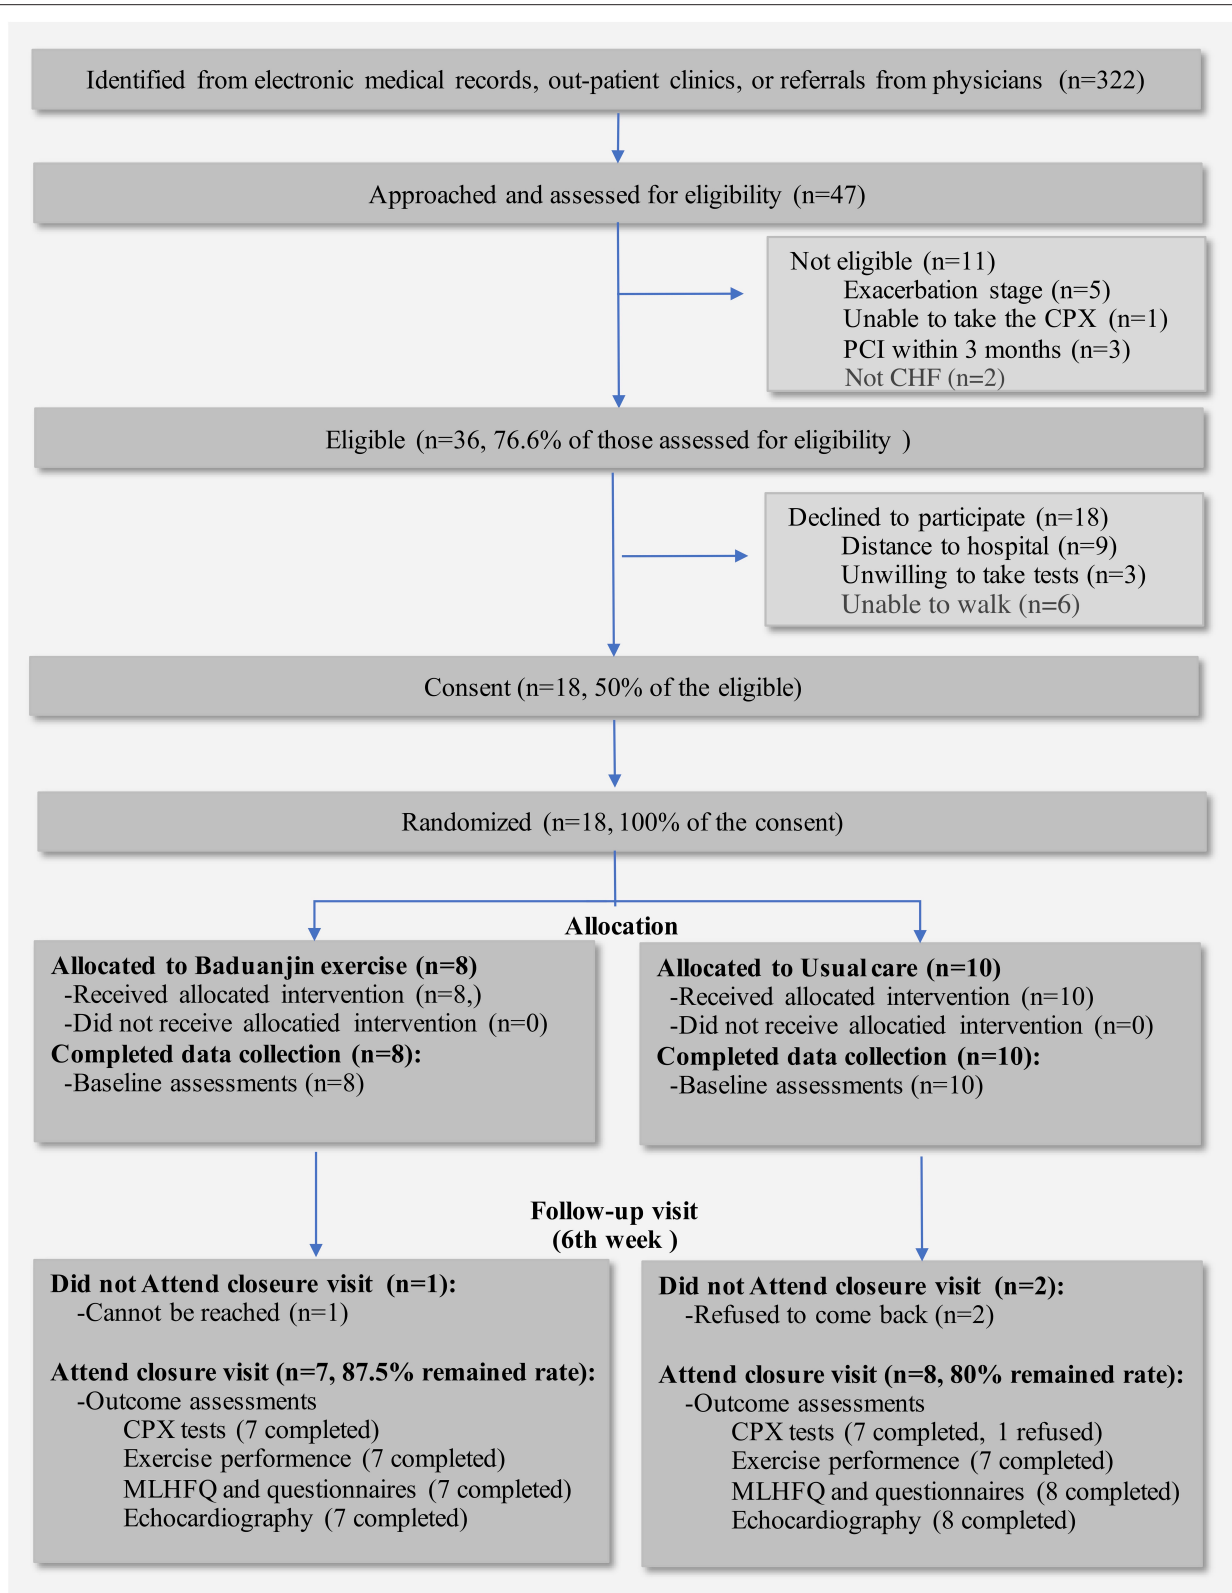 Identified from electronic medical records, out-patient clinics, or referrals from physicians (n=322)
Approached and assessed for eligibility (n=47)
Not eligible (n=11)
Exacerbation stage (n=5)
Unable to take the CPX (n=1)
PCI within 3 months (n=3)
Not CHF (n=2)
Eligible (n=36, 76.6% of those assessed for eligibility )
Declined to participate (n=18)
Distance to hospital (n=9)
Unwilling to take tests (n=3)
Unable to walk (n=6)
Consent (n=18, 50% of the eligible)
Randomized (n=18, 100% of the consent)
Allocation
Allocated to Baduanjin exercise (n=8)
-Received allocated intervention (n=8,)
-Did not receive allocatied intervention (n=0)
Completed data collection (n=8):
-Baseline assessments (n=8)
Allocated to Usual care (n=10)
-Received allocated intervention (n=10)
-Did not receive allocatied intervention (n=0)
Completed data collection (n=10):
-Baseline assessments (n=10)
Follow-up visit
(6th week )
Did not Attend closeure visit (n=1):
-Cannot be reached (n=1)
Attend closure visit (n=7, 87.5% remained rate):
-Outcome assessments
CPX tests (7 completed)
Exercise performence (7 completed)
MLHFQ and questionnaires (7 completed)
Echocardiography (7 completed)
Did not Attend closeure visit (n=2):
-Refused to come back (n=2)
Attend closure visit (n=8, 80% remained rate):
-Outcome assessments
CPX tests (7 completed, 1 refused)
Exercise performence (7 completed)
MLHFQ and questionnaires (8 completed)
Echocardiography (8 completed)